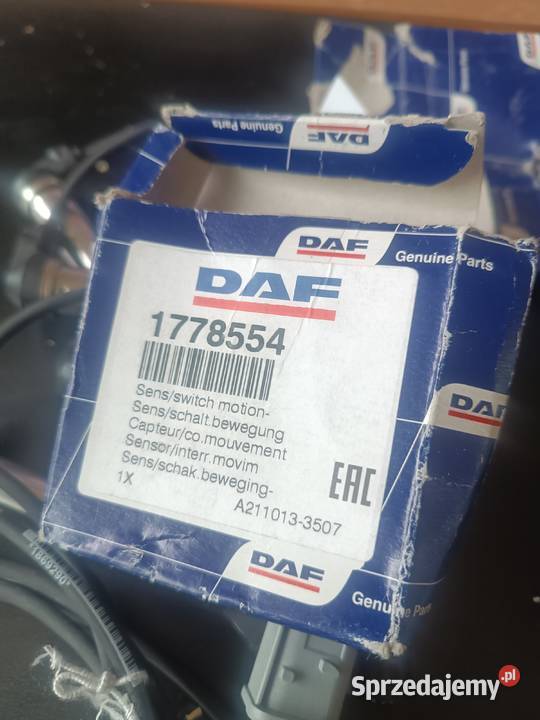 DAF
Genuine Parts
DAF
Genuine Parts
DAF
1778554
Sens/switch motion-
Sens/schalt.bewegung
Capteur/co.mouvement
Sensor/interr.movim
Sens/schak.beweging-
1X
EAC
A211013-3507
DAF
DAF
Genuine Parts
Sprzedajemy.pl